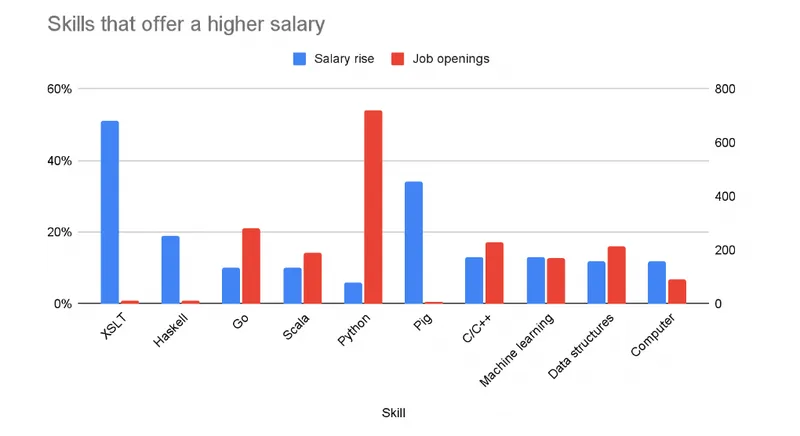 Skills that offer a higher salary
Salary rise Job openings
60% 800
600
40%
400
20%
200
0% 0
XSLT Haskell Go Scala Python Pig C/C++ Machine learning Data structures Computer
Skill